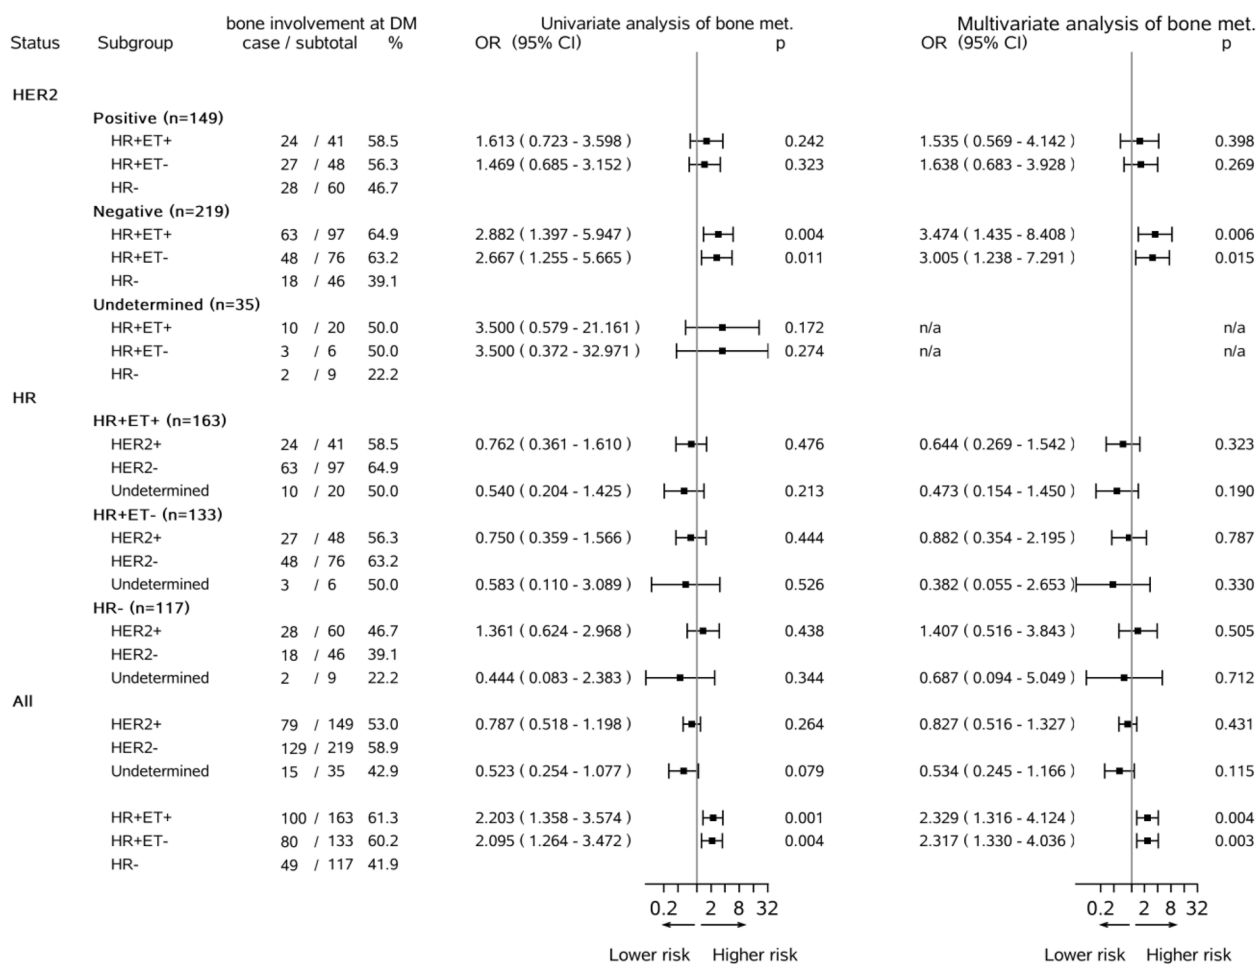 bone involvement at DM Univariate analysis of bone met. Multivariate analysis of bone met.
Status Subgroup case / subtotal % OR (95% CI) p OR (95% CI) p
HER2
Positive (n=149)
HR+ET+ 24 / 41 58.5 1.613 ( 0.723 - 3.598 ) 0.242 1.535 ( 0.569 - 4.142 ) 0.398
HR+ET- 27 / 48 56.3 1.469 ( 0.685 - 3.152 ) 0.323 1.638 ( 0.683 - 3.928 ) 0.269
HR- 28 / 60 46.7
Negative (n=219)
HR+ET+ 63 / 97 64.9 2.882 ( 1.397 - 5.947 ) 0.004 3.474 ( 1.435 - 8.408 ) 0.006
HR+ET- 48 / 76 63.2 2.667 ( 1.255 - 5.665 ) 0.011 3.005 ( 1.238 - 7.291 ) 0.015
HR- 18 / 46 39.1
Undetermined (n=35)
HR+ET+ 10 / 20 50.0 3.500 ( 0.579 - 21.161 ) 0.172 n/a n/a
HR+ET- 3 / 6 50.0 3.500 ( 0.372 - 32.971 ) 0.274 n/a n/a
HR- 2 / 9 22.2
HR
HR+ET+ (n=163)
HER2+ 24 / 41 58.5 0.762 ( 0.361 - 1.610 ) 0.476 0.644 ( 0.269 - 1.542 ) 0.323
HER2- 63 / 97 64.9
Undetermined 10 / 20 50.0 0.540 ( 0.204 - 1.425 ) 0.213 0.473 ( 0.154 - 1.450 ) 0.190
HR+ET- (n=133)
HER2+ 27 / 48 56.3 0.750 ( 0.359 - 1.566 ) 0.444 0.882 ( 0.354 - 2.195 ) 0.787
HER2- 48 / 76 63.2
Undetermined 3 / 6 50.0 0.583 ( 0.110 - 3.089 ) 0.526 0.382 ( 0.055 - 2.653 ) 0.330
HR- (n=117)
HER2+ 28 / 60 46.7 1.361 ( 0.624 - 2.968 ) 0.438 1.407 ( 0.516 - 3.843 ) 0.505
HER2- 18 / 46 39.1
Undetermined 2 / 9 22.2 0.444 ( 0.083 - 2.383 ) 0.344 0.687 ( 0.094 - 5.049 ) 0.712
All
HER2+ 79 / 149 53.0 0.787 ( 0.518 - 1.198 ) 0.264 0.827 ( 0.516 - 1.327 ) 0.431
HER2- 129 / 219 58.9
Undetermined 15 / 35 42.9 0.523 ( 0.254 - 1.077 ) 0.079 0.534 ( 0.245 - 1.166 ) 0.115
HR+ET+ 100 / 163 61.3 2.203 ( 1.358 - 3.574 ) 0.001 2.329 ( 1.316 - 4.124 ) 0.004
HR+ET- 80 / 133 60.2 2.095 ( 1.264 - 3.472 ) 0.004 2.317 ( 1.330 - 4.036 ) 0.003
HR- 49 / 117 41.9
0.2 2 8 32 0.2 2 8 32
Lower risk Higher risk Lower risk Higher risk